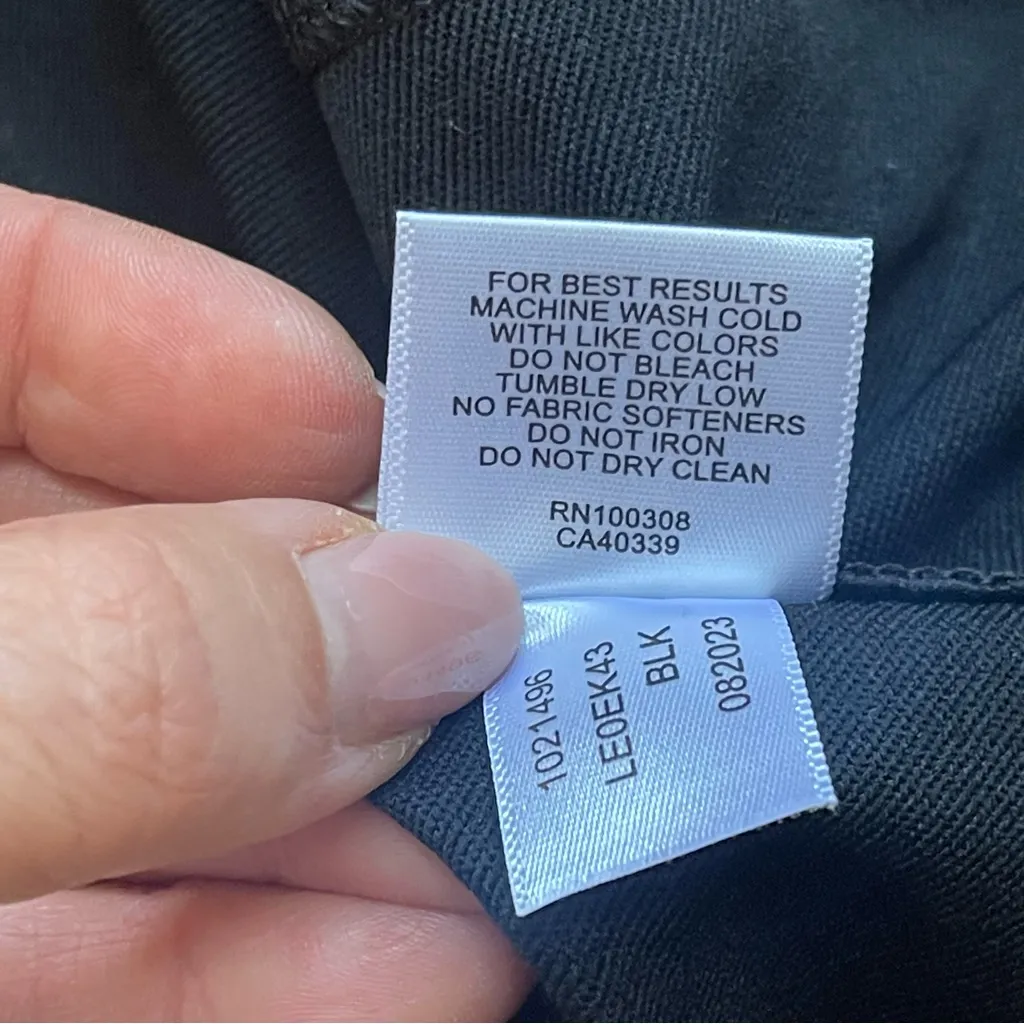 FOR BEST RESULTS
MACHINE WASH COLD
WITH LIKE COLORS
DO NOT BLEACH
TUMBLE DRY LOW
NO FABRIC SOFTENERS
DO NOT IRON
DO NOT DRY CLEAN
RN100308
CA40339
1021496
LE0EK43
BLK
082023